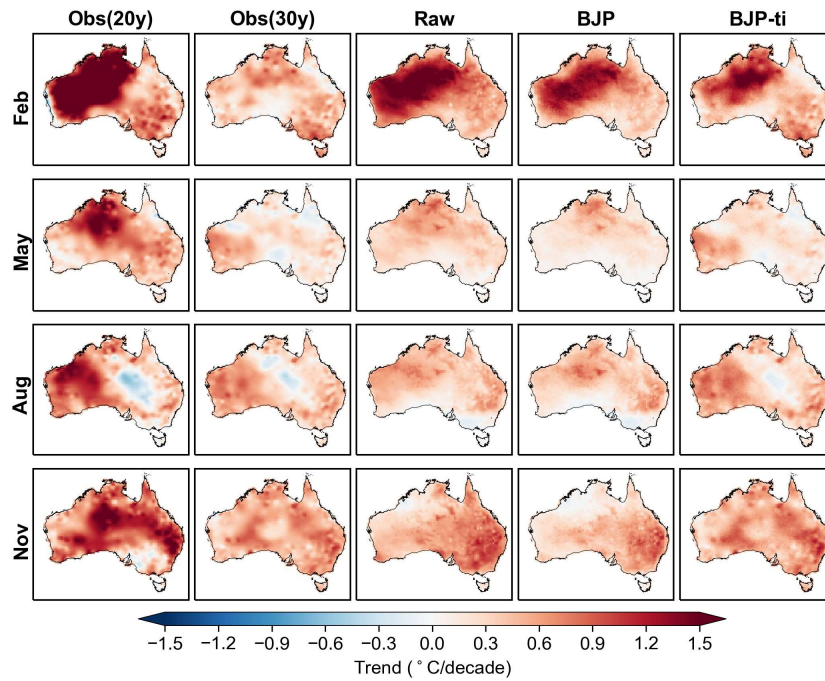 Obs(20y) Obs(30y) Raw BJP BJP-ti
Feb
May
Aug
Nov
−1.5 −1.2 −0.9 −0.6 −0.3 0.0 0.3 0.6 0.9 1.2 1.5
Trend (°C/decade)